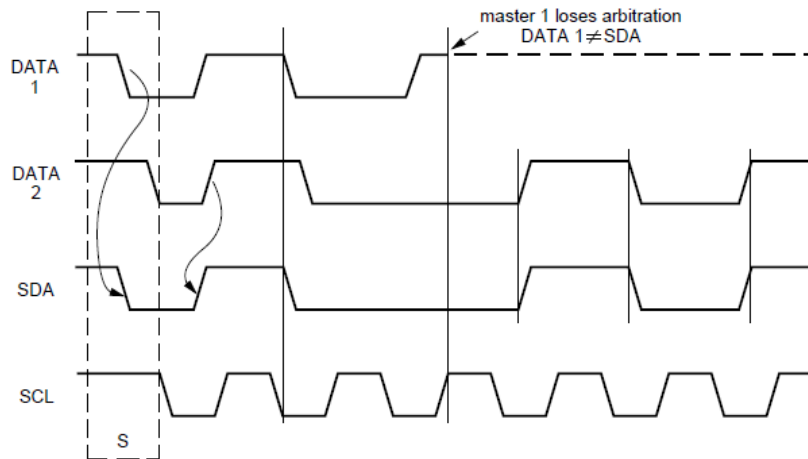 master 1 loses arbitration
DATA 1≠SDA
DATA
1
DATA
2
SDA
SCL
S